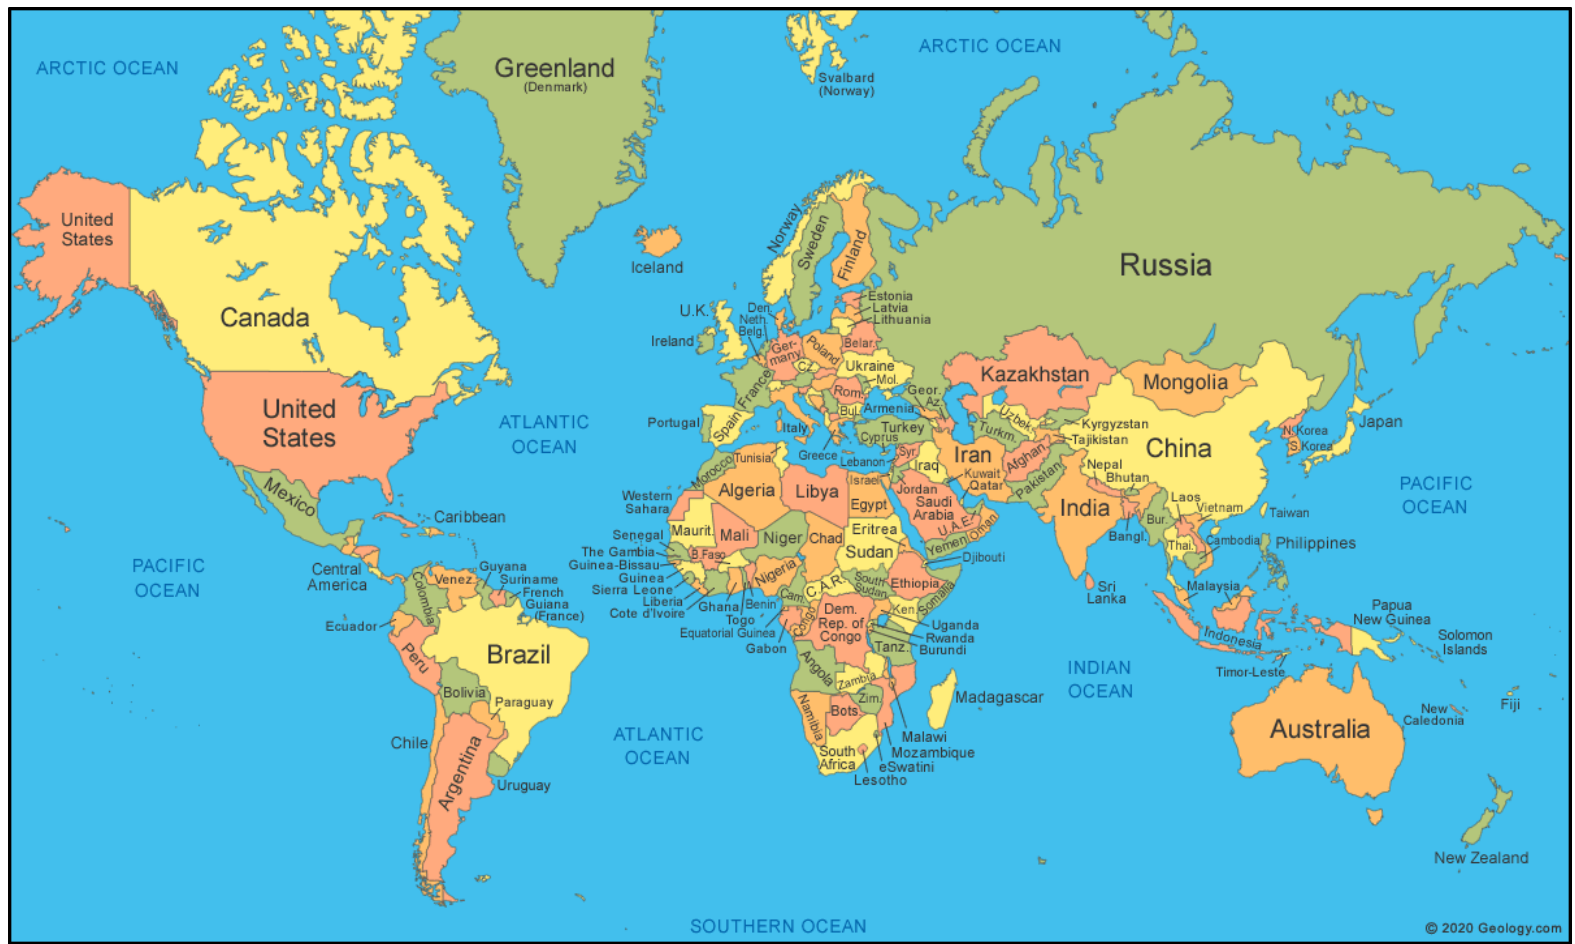 ARCTIC OCEAN
ARCTIC OCEAN
Greenland
(Denmark)
Svalbard
(Norway)
United
States
Iceland
Norway
Sweden
Finland
Russia
Canada
U.K.
Ireland
Den.
Neth.
Belg.
Estonia
Latvia
Lithuania
Ger-
many
Poland
Belar.
Cz.
Ukraine
Mol.
France
Rom.
Bul.
Kazakhstan
Mongolia
United
States
ATLANTIC
OCEAN
Portugal
Spain
Italy
Greece
Geor.
Az.
Armenia
Turkey
Cyprus
Lebanon
Syr.
Iraq
Iran
Uzbek.
Turkm.
Kyrgyzstan
Tajikistan
Afghan.
Pakistan
China
N.Korea
S.Korea
Japan
Mexico
Caribbean
Central
America
Western
Sahara
Morocco
Tunisia
Algeria
Libya
Israel
Egypt
Jordan
Kuwait
Qatar
Saudi
Arabia
U.A.E.
Oman
Yemen
Nepal
Bhutan
India
Bangl.
Bur.
Laos
Vietnam
Thai.
Cambodia
Taiwan
Philippines
PACIFIC
OCEAN
PACIFIC
OCEAN
Senegal
The Gambia
Guinea-Bissau
Guinea
Sierra Leone
Liberia
Cote d'Ivoire
Maurit.
Mali
B.Faso
Niger
Chad
Eritrea
Sudan
Djibouti
Ghana
Togo
Benin
Nigeria
Cam.
C.A.R.
South
Sudan
Ethiopia
Somalia
Equatorial Guinea
Gabon
Congo
Dem.
Rep. of
Congo
Ken.
Uganda
Rwanda
Burundi
Tanz.
Sri
Lanka
Malaysia
Indonesia
Timor-Leste
Papua
New Guinea
Solomon
Islands
Venez.
Guyana
Suriname
French
Guiana
(France)
Colombia
Ecuador
Peru
Brazil
Bolivia
Paraguay
Chile
Argentina
Uruguay
ATLANTIC
OCEAN
Angola
Zambia
Namibia
Bots.
Zim.
South
Africa
Malawi
Mozambique
eSwatini
Lesotho
Madagascar
INDIAN
OCEAN
Australia
New
Caledonia
Fiji
New Zealand
SOUTHERN OCEAN
© 2020 Geology.com